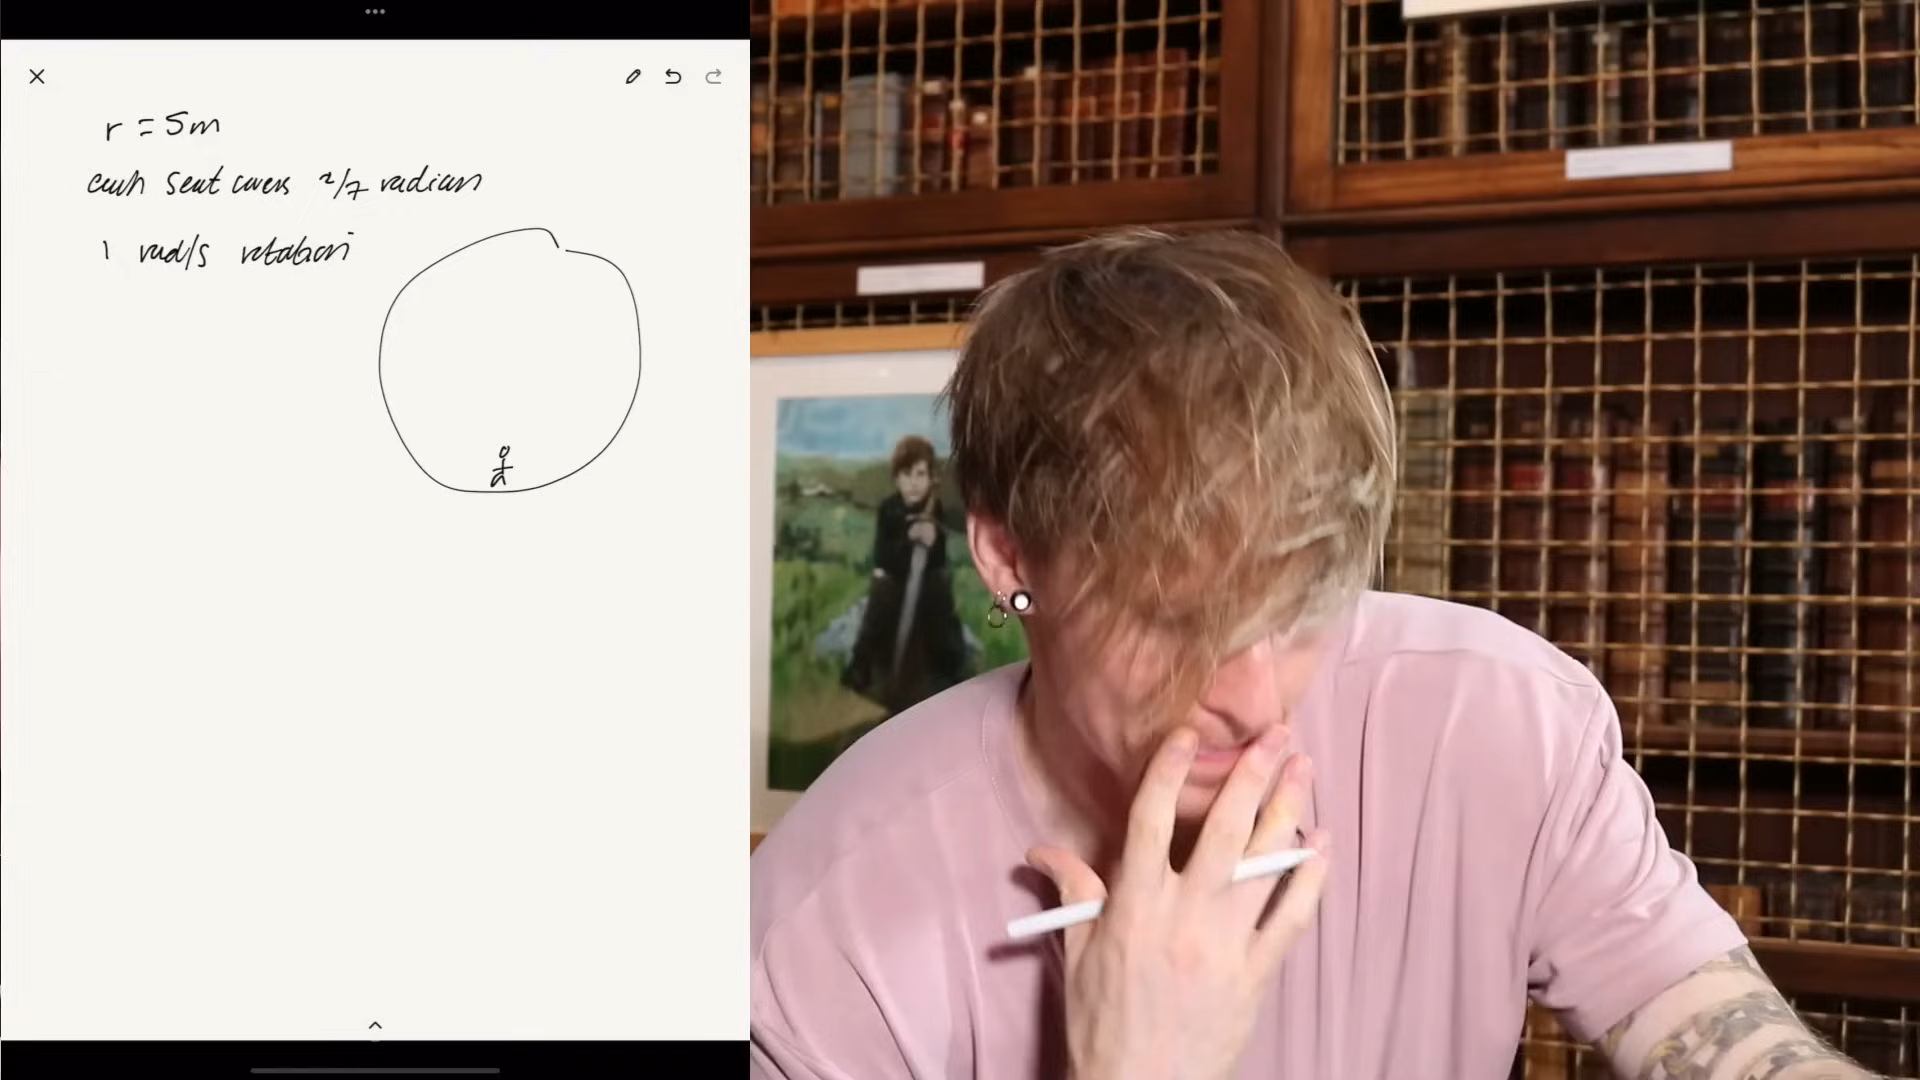 r = 5m
each seat covers 2/7 radians
1 rad/s rotation